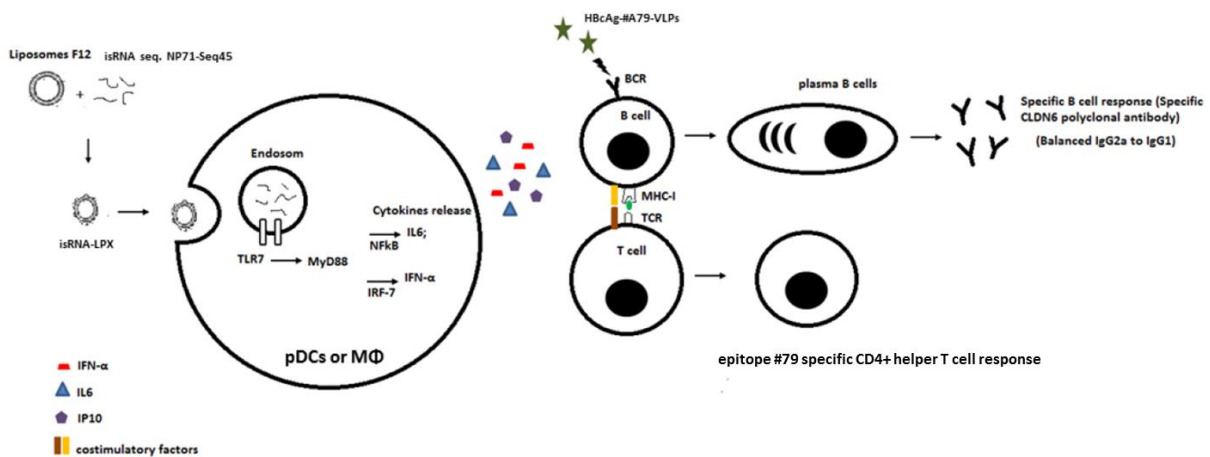 HBcAg-#A79-VLPs
Liposomes F12 isRNA seq. NP71-Seq45
+
BCR
plasma B cells
B cell
Specific B cell response (Specific
CLDN6 polyclonal antibody)
(Balanced IgG2a to IgG1)
Endosom
MHC-I
TCR
Cytokines release
IL6;
NFkB
isRNA-LPX
TLR7
MyD88
IFN-α
IRF-7
T cell
pDCs or MΦ
epitope #79 specific CD4+ helper T cell response
IFN-α
IL6
IP10
costimulatory factors